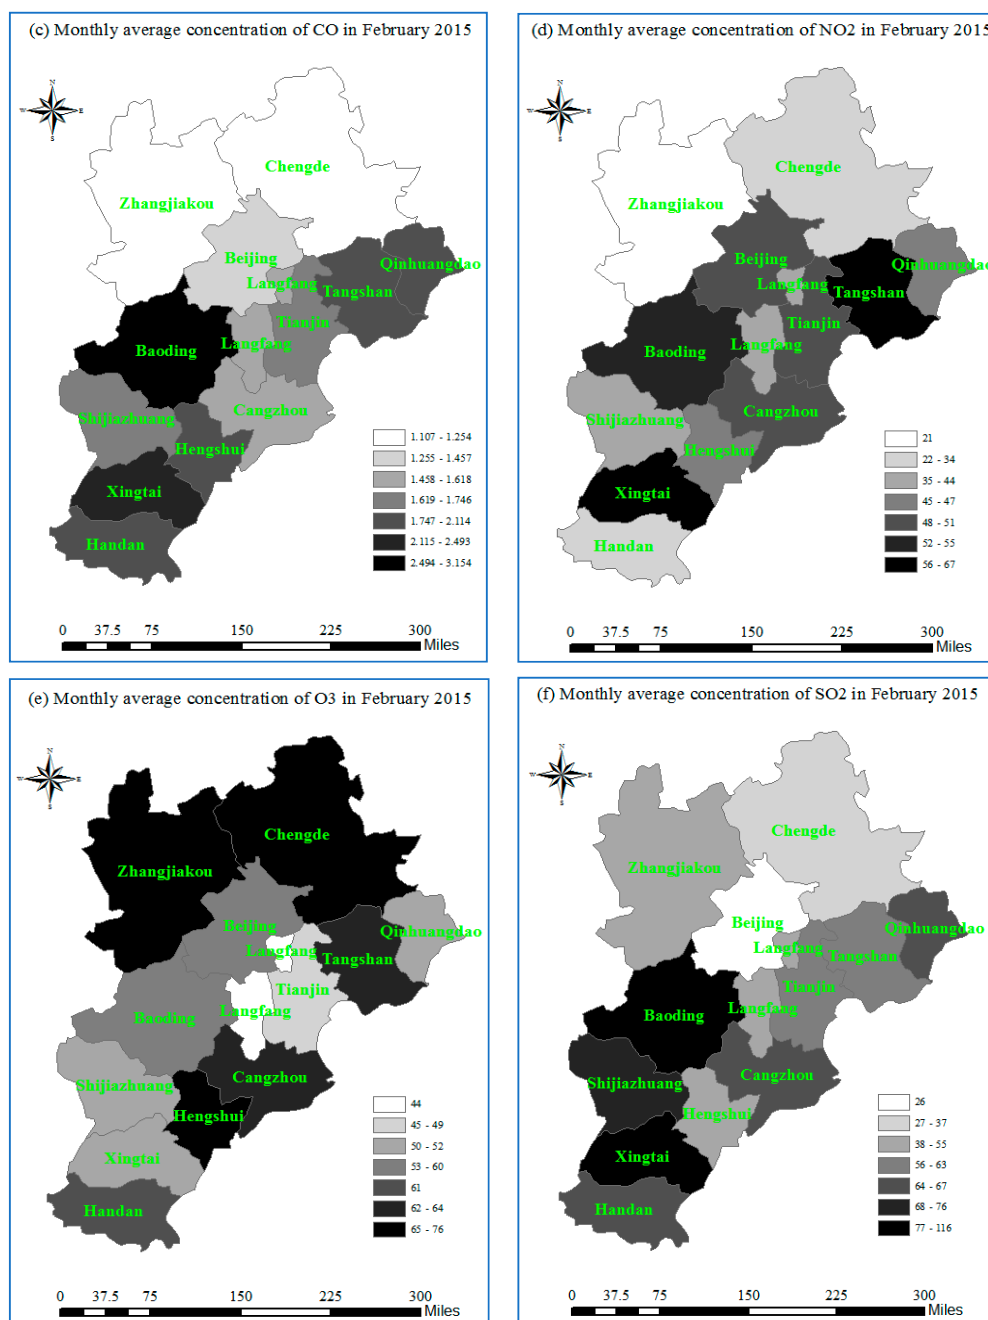 (c) Monthly average concentration of CO in February 2015
N
W E
S
Chengde
Zhangjiakou
Beijing
Qinhuangdao
Langfang
Tangshan
Tianjin
Langfang
Baoding
Cangzhou
Shijiazhuang
Hengshui
Xingtai
Handan
1.107 - 1.254
1.255 - 1.457
1.458 - 1.618
1.619 - 1.746
1.747 - 2.114
2.115 - 2.493
2.494 - 3.154
0 37.5 75 150 225 300
Miles
(d) Monthly average concentration of NO2 in February 2015
N
W E
S
Chengde
Zhangjiakou
Beijing
Qinhuangdao
Langfang
Tangshan
Tianjin
Langfang
Baoding
Cangzhou
Shijiazhuang
Hengshui
Xingtai
Handan
21
22 - 34
35 - 44
45 - 47
48 - 51
52 - 55
56 - 67
0 37.5 75 150 225 300
Miles
(e) Monthly average concentration of O3 in February 2015
N
W E
S
Chengde
Zhangjiakou
Beijing
Qinhuangdao
Langfang
Tangshan
Tianjin
Langfang
Baoding
Cangzhou
Shijiazhuang
Hengshui
Xingtai
Handan
44
45 - 49
50 - 52
53 - 60
61
62 - 64
65 - 76
0 37.5 75 150 225 300
Miles
(f) Monthly average concentration of SO2 in February 2015
N
W E
S
Chengde
Zhangjiakou
Beijing
Qinhuangdao
Langfang
Tangshan
Tianjin
Langfang
Baoding
Cangzhou
Shijiazhuang
Hengshui
Xingtai
Handan
26
27 - 37
38 - 55
56 - 63
64 - 67
68 - 76
77 - 116
0 37.5 75 150 225 300
Miles